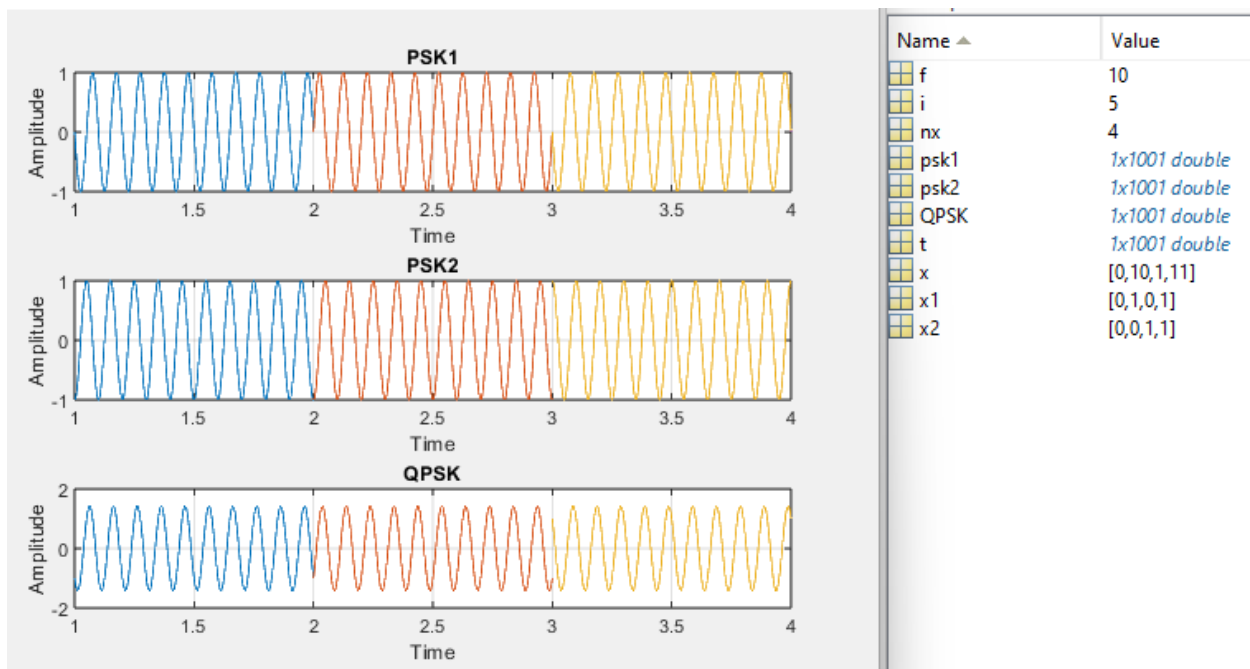 PSK1
1
0
-1
Amplitude
1 1.5 2 2.5 3 3.5 4
Time
PSK2
1
0
-1
Amplitude
1 1.5 2 2.5 3 3.5 4
Time
QPSK
2
0
-2
Amplitude
1 1.5 2 2.5 3 3.5 4
Time
Name Value
f 10
i 5
nx 4
psk1 1x1001 double
psk2 1x1001 double
QPSK 1x1001 double
t 1x1001 double
x [0,10,1,11]
x1 [0,1,0,1]
x2 [0,0,1,1]